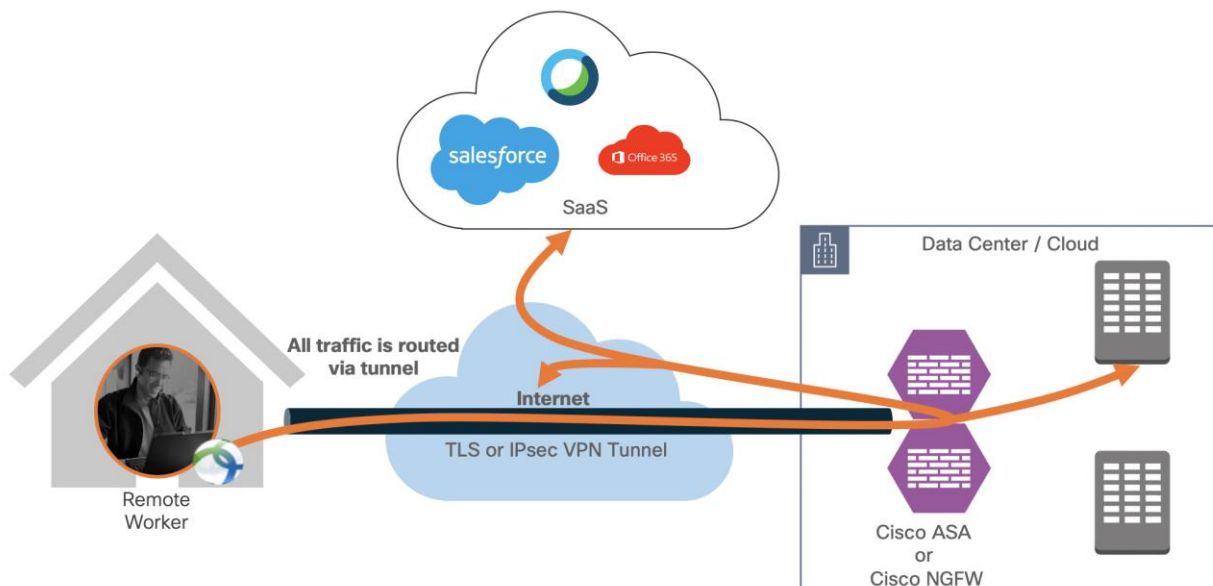 salesforce
Office 365
SaaS
Data Center / Cloud
All traffic is routed
via tunnel
Internet
TLS or IPsec VPN Tunnel
Remote
Worker
Cisco ASA
or
Cisco NGFW